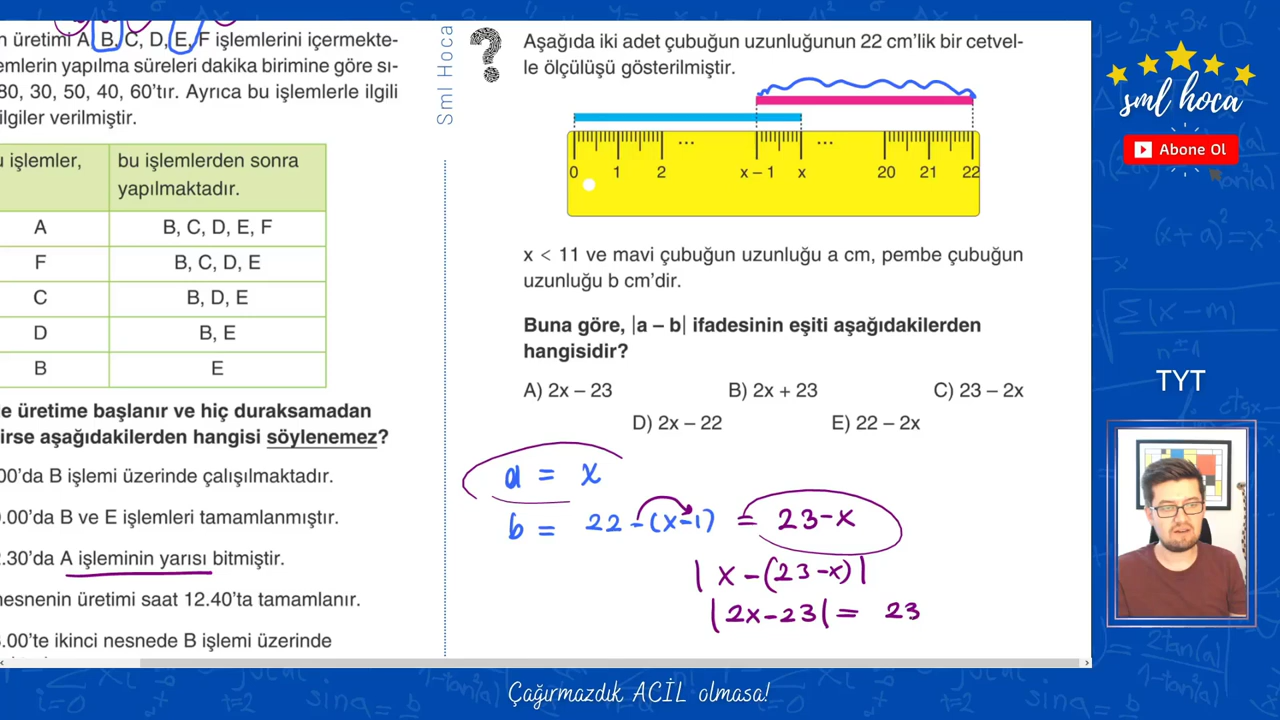 n üretimi A, B, C, D, E, F işlemlerini içermekte-
emlerin yapılma süreleri dakika birimine göre sı-
80, 30, 50, 40, 60'tır. Ayrıca bu işlemlerle ilgili
ilgiler verilmiştir.
u işlemler,
bu işlemlerden sonra
yapılmaktadır.
A
B, C, D, E, F
F
B, C, D, E
C
B, D, E
D
B, E
B
E
e üretime başlanır ve hiç duraksamadan
irse aşağıdakilerden hangisi söylenemez?
00'da B işlemi üzerinde çalışılmaktadır.
0.00'da B ve E işlemleri tamamlanmıştır.
2.30'da A işleminin yarısı bitmiştir.
nesnenin üretimi saat 12.40'ta tamamlanır.
3.00'te ikinci nesnede B işlemi üzerinde
Sml Hoca
?
Aşağıda iki adet çubuğun uzunluğunun 22 cm'lik bir cetvel-
le ölçülüşü gösterilmiştir.
0 1 2 ... x – 1 x ... 20 21 22
x < 11 ve mavi çubuğun uzunluğu a cm, pembe çubuğun
uzunluğu b cm'dir.
Buna göre, |a – b| ifadesinin eşiti aşağıdakilerden
hangisidir?
A) 2x – 23 B) 2x + 23 C) 23 – 2x
D) 2x – 22 E) 22 – 2x
a = x
b = 22 - (x-1) = 23-x
| x - (23-x) |
| 2x-23 | = 23
sml hoca
Abone Ol
TYT
Çağırmazdık ACİL olmasa!